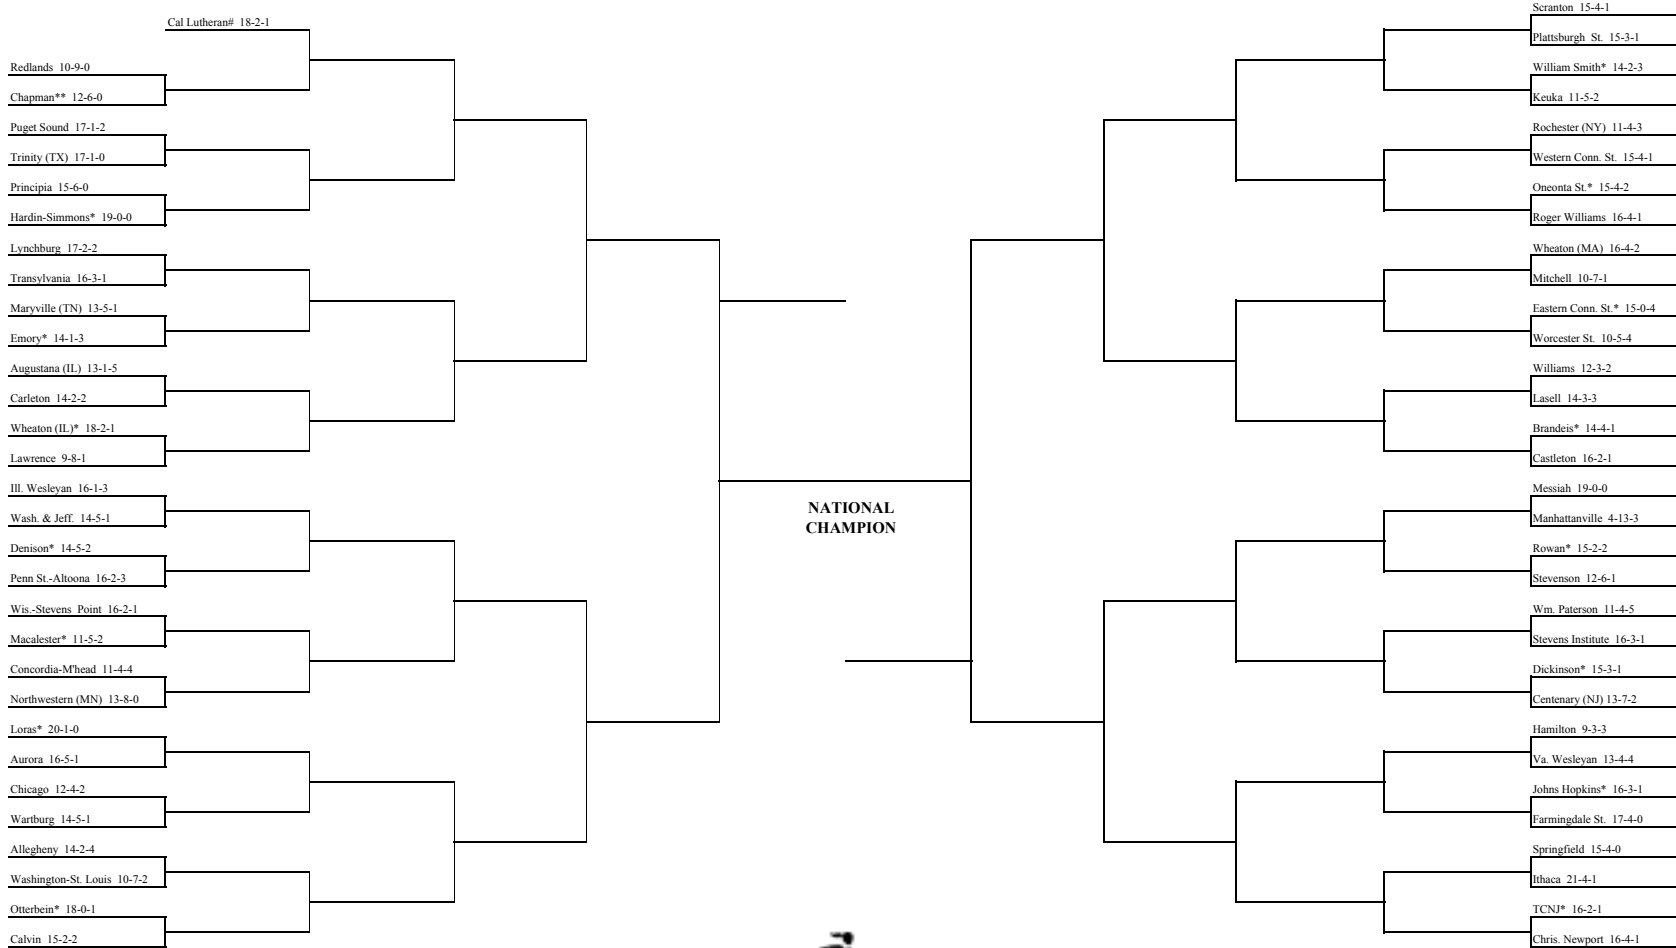 Cal Lutheran# 18-2-1
Redlands 10-9-0
Chapman** 12-6-0
Puget Sound 17-1-2
Trinity (TX) 17-1-0
Principia 15-6-0
Hardin-Simmons* 19-0-0
Lynchburg 17-2-2
Transylvania 16-3-1
Maryville (TN) 13-5-1
Emory* 14-1-3
Augustana (IL) 13-1-5
Carleton 14-2-2
Wheaton (IL)* 18-2-1
Lawrence 9-8-1
Ill. Wesleyan 16-1-3
Wash. & Jeff. 14-5-1
Denison* 14-5-2
Penn St.-Altoona 16-2-3
Wis.-Stevens Point 16-2-1
Macalester* 11-5-2
Concordia-M'head 11-4-4
Northwestern (MN) 13-8-0
Loras* 20-1-0
Aurora 16-5-1
Chicago 12-4-2
Wartburg 14-5-1
Allegheny 14-2-4
Washington-St. Louis 10-7-2
Otterbein* 18-0-1
Calvin 15-2-2
NATIONAL
CHAMPION
Scranton 15-4-1
Plattsburgh St. 15-3-1
William Smith* 14-2-3
Keuka 11-5-2
Rochester (NY) 11-4-3
Western Conn. St. 15-4-1
Oneonta St.* 15-4-2
Roger Williams 16-4-1
Wheaton (MA) 16-4-2
Mitchell 10-7-1
Eastern Conn. St.* 15-0-4
Worcester St. 10-5-4
Williams 12-3-2
Lasell 14-3-3
Brandeis* 14-4-1
Castleton 16-2-1
Messiah 19-0-0
Manhattanville 4-13-3
Rowan* 15-2-2
Stevenson 12-6-1
Wm. Paterson 11-4-5
Stevens Institute 16-3-1
Dickinson* 15-3-1
Centenary (NJ) 13-7-2
Hamilton 9-3-3
Va. Wesleyan 13-4-4
Johns Hopkins* 16-3-1
Farmingdale St. 17-4-0
Springfield 15-4-0
Ithaca 21-4-1
TCNJ* 16-2-1
Chris. Newport 16-4-1